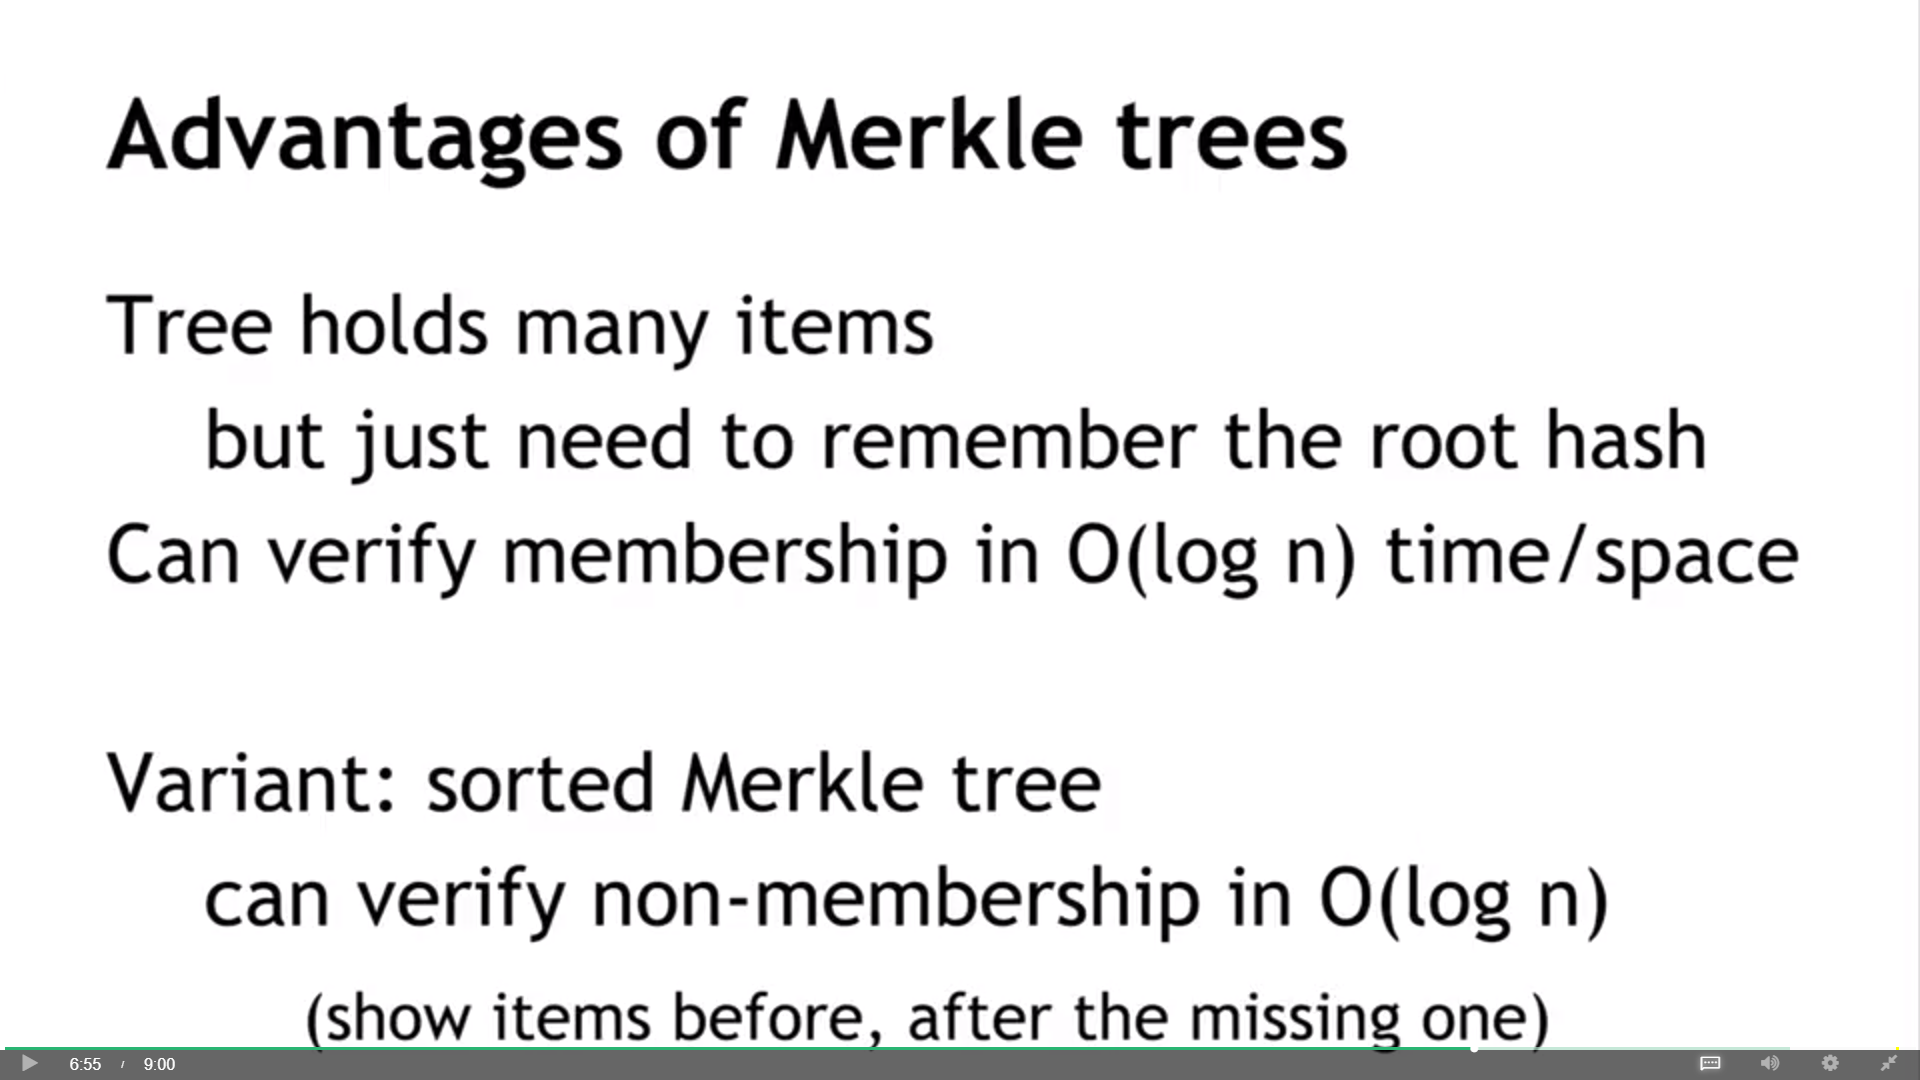 Advantages of Merkle trees
Tree holds many items
but just need to remember the root hash
Can verify membership in O(log n) time/space
Variant: sorted Merkle tree
can verify non-membership in O(log n)
(show items before, after the missing one)
6:55 / 9:00